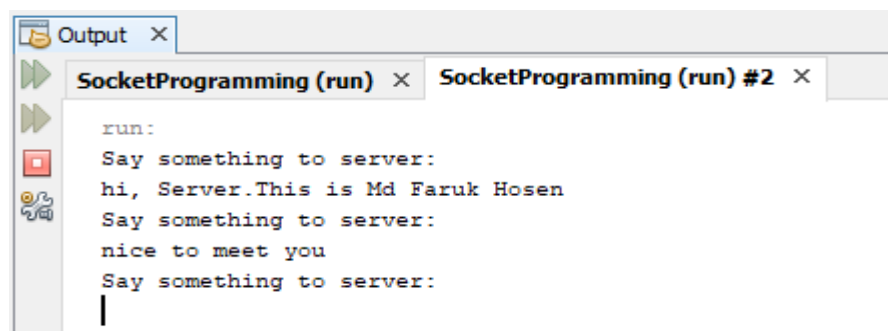 Output
SocketProgramming (run) SocketProgramming (run) #2
run:
Say something to server:
hi, Server.This is Md Faruk Hosen
Say something to server:
nice to meet you
Say something to server: